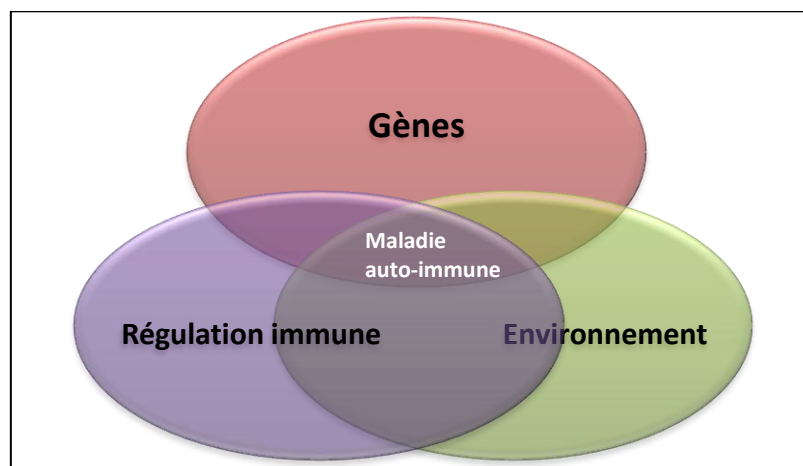 Gènes
Maladie
auto-immune
Régulation immune
Environnement